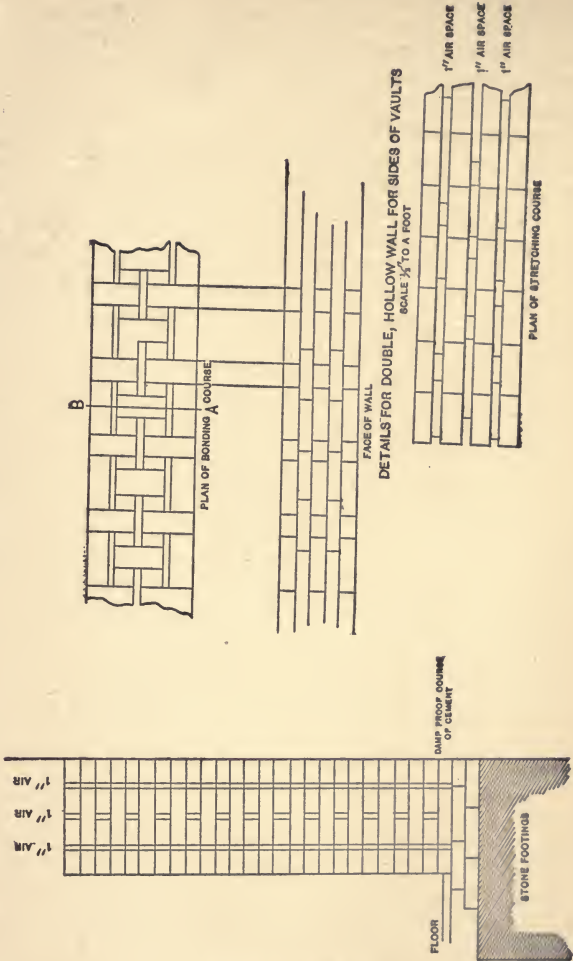 B
A
PLAN OF BONDING COURSE
FACE OF WALL
DETAILS FOR DOUBLE, HOLLOW WALL FOR SIDES OF VAULTS
SCALE ½" TO A FOOT
1" AIR SPACE
1" AIR SPACE
1" AIR SPACE
PLAN OF STRETCHING COURSE
1" AIR
1" AIR
1" AIR
DAMP PROOF COURSE
OF CEMENT
FLOOR
STONE FOOTINGS